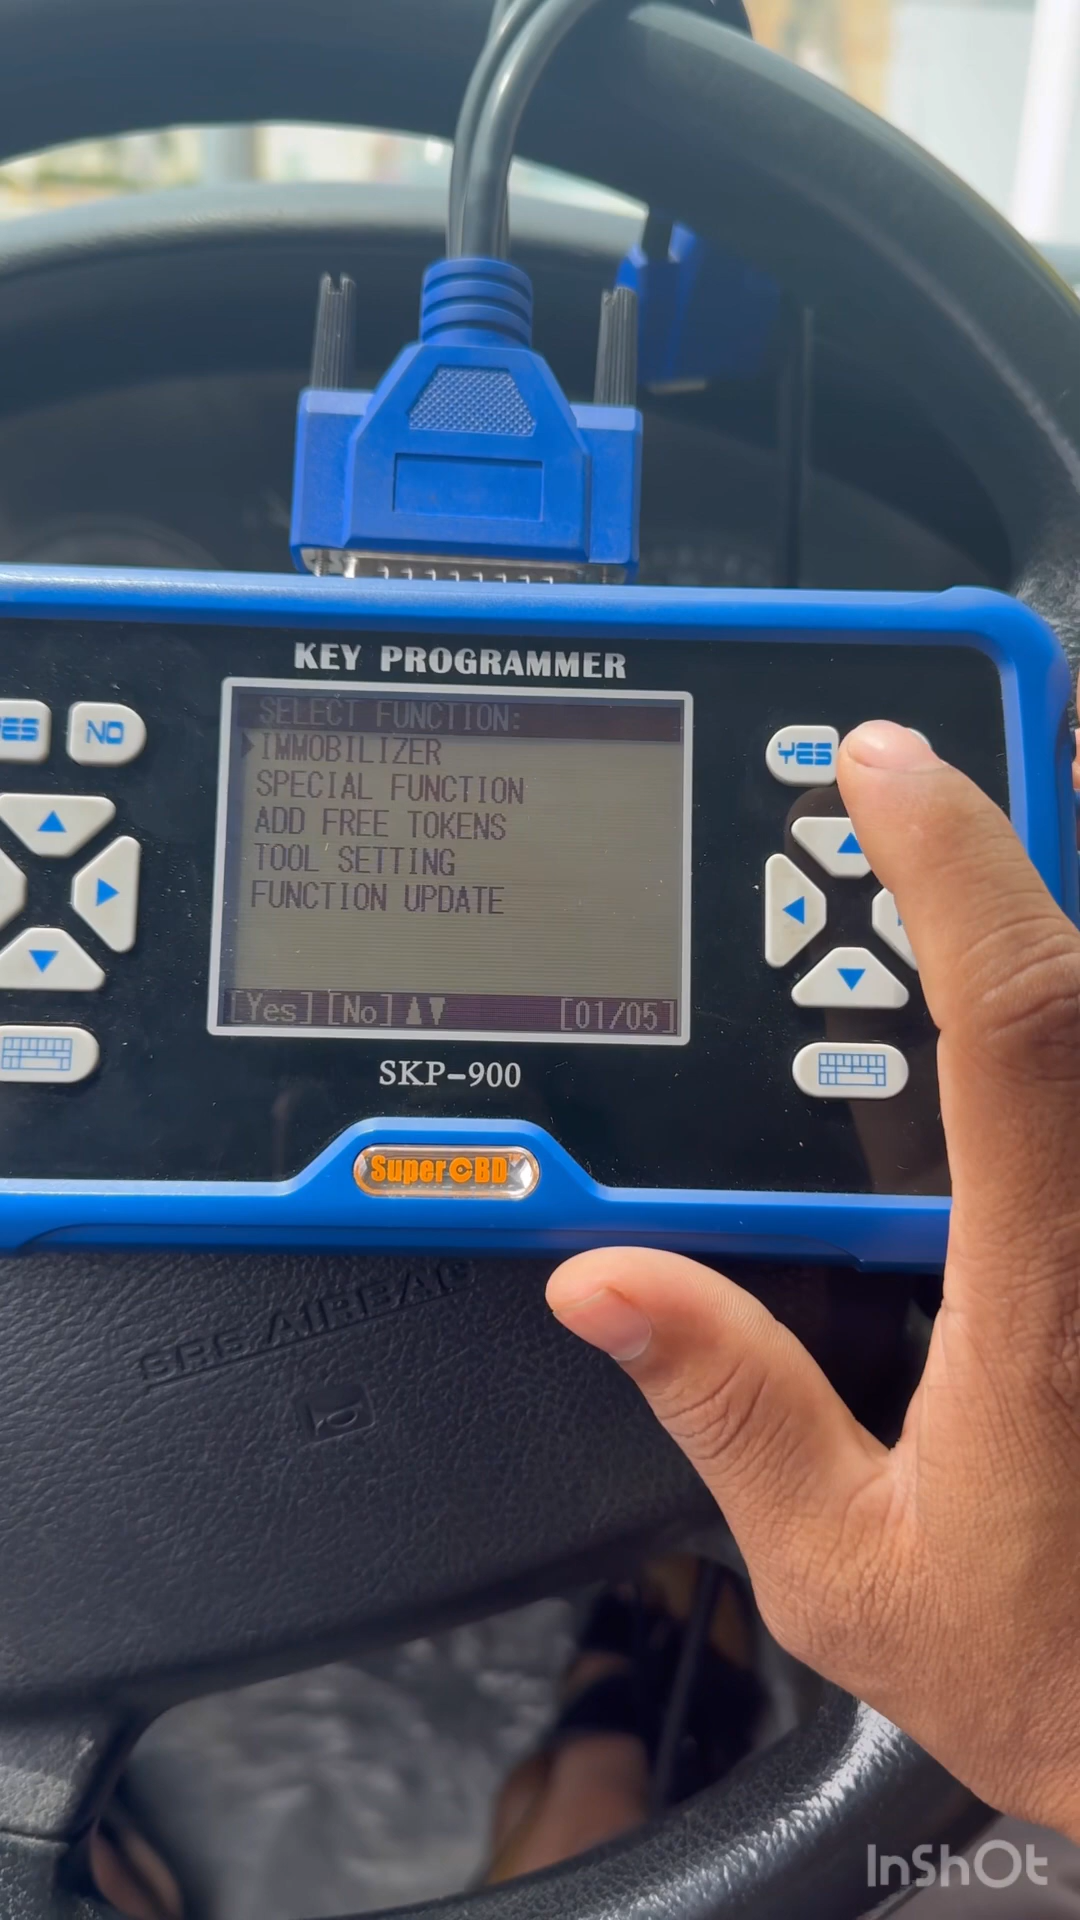 KEY PROGRAMMER
NO
YES
SELECT FUNCTION:
IMMOBILIZER
SPECIAL FUNCTION
ADD FREE TOKENS
TOOL SETTING
FUNCTION UPDATE
[Yes] [No] [01/05]
SKP-900
Super OBD
SRS AIRBAG
InShOt